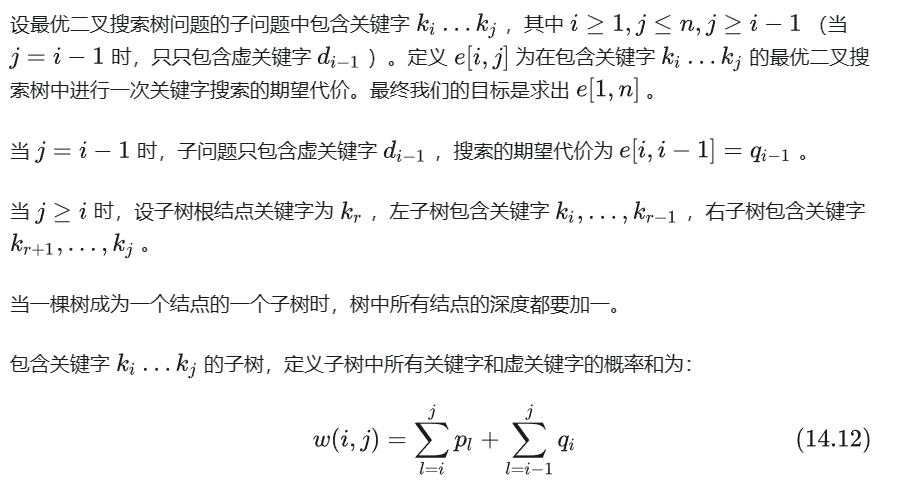 设最优二叉搜索树问题的子问题中包含关键字 $k_i \dots k_j$ ，其中 $i \geq 1, j \leq n, j \geq i-1$ （当
$j = i-1$ 时，只只包含虚关键字 $d_{i-1}$ ）。定义 $e[i,j]$ 为在包含关键字 $k_i \dots k_j$ 的最优二叉搜
索树中进行一次关键字搜索的期望代价。最终我们的目标是求出 $e[1,n]$ 。
当 $j = i-1$ 时，子问题只包含虚关键字 $d_{i-1}$ ，搜索的期望代价为 $e[i,i-1] = q_{i-1}$ 。
当 $j \geq i$ 时，设子树根结点关键字为 $k_r$ ，左子树包含关键字 $k_i, \dots, k_{r-1}$ ，右子树包含关键字
$k_{r+1}, \dots, k_j$ 。
当一棵树成为一个结点的一个子树时，树中所有结点的深度都要加一。
包含关键字 $k_i \dots k_j$ 的子树，定义子树中所有关键字和虚关键字的概率和为：
$w(i,j) = \sum_{l=i}^{j} p_l + \sum_{l=i-1}^{j} q_i$ (14.12)